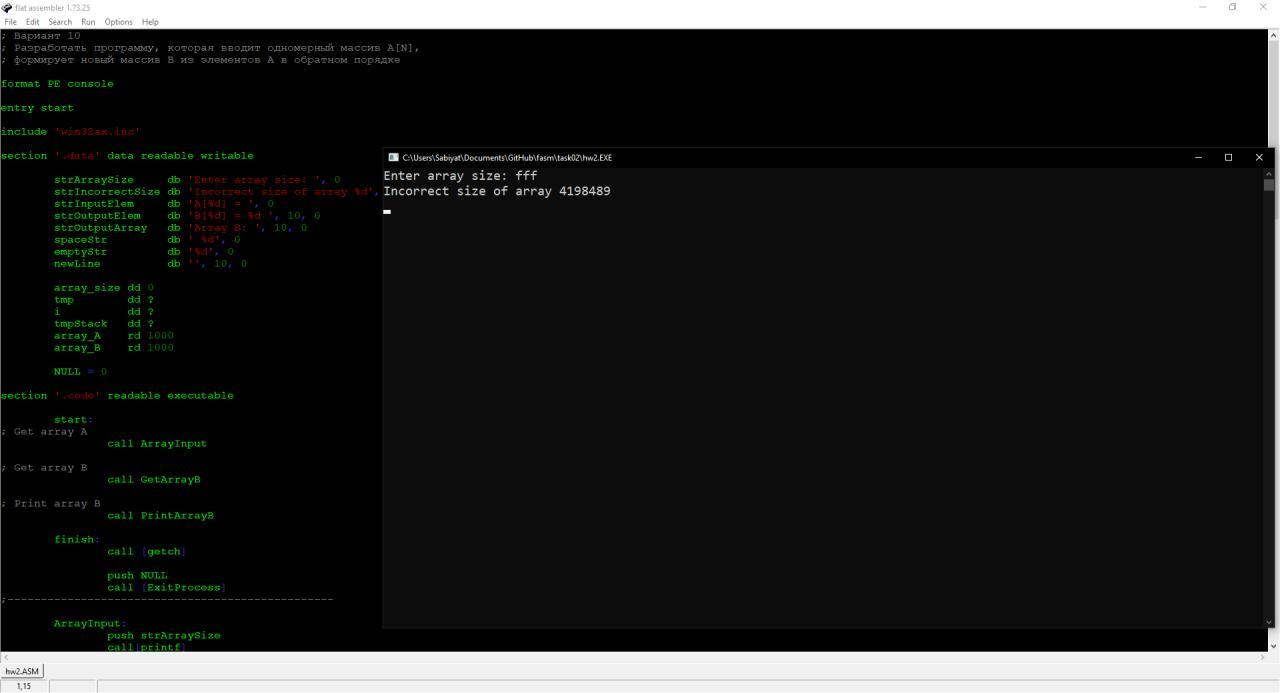 flat assembler 1.73.25
File Edit Search Run Options Help
; Вариант 10
; Разработать программу, которая вводит одномерный массив A[N],
; формирует новый массив B из элементов A в обратном порядке
format PE console
entry start
include 'win32ax.inc'
section '.data' data readable writable
strArraySize db 'Enter array size: ', 0
strIncorrectSize db 'Incorrect size of array %d',
strInputElem db 'A[%d] = ', 0
strOutputElem db 'B[%d] = %d ', 10, 0
strOutputArray db 'Array B: ', 10, 0
spaceStr db ' %d', 0
emptyStr db '%d', 0
newLine db '', 10, 0
array_size dd 0
tmp dd ?
i dd ?
tmpStack dd ?
array_A rd 1000
array_B rd 1000
NULL = 0
section '.code' readable executable
start:
; Get array A
call ArrayInput
; Get array B
call GetArrayB
; Print array B
call PrintArrayB
finish:
call [getch]
push NULL
call [ExitProcess]
;-------------------------------------------------
ArrayInput:
push strArraySize
call[printf]
hw2.ASM
1,15
C:\Users\Sabiyat\Documents\GitHub\fasm\task02\hw2.EXE
Enter array size: fff
Incorrect size of array 4198489